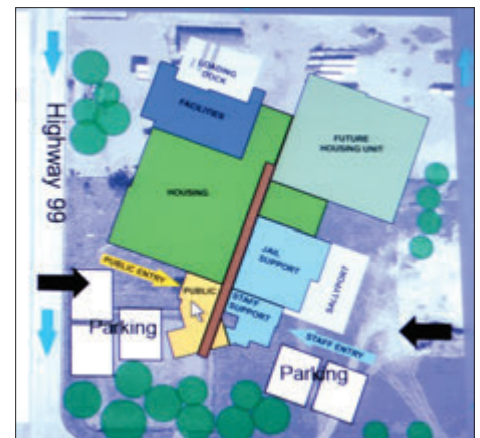 LOADING
DOCK
FACILITIES
FUTURE
HOUSING UNIT
Highway 99
HOUSING
JAIL
SUPPORT
SALLYPORT
PUBLIC ENTRY
PUBLIC
STAFF
SUPPORT
Parking
STAFF ENTRY
Parking